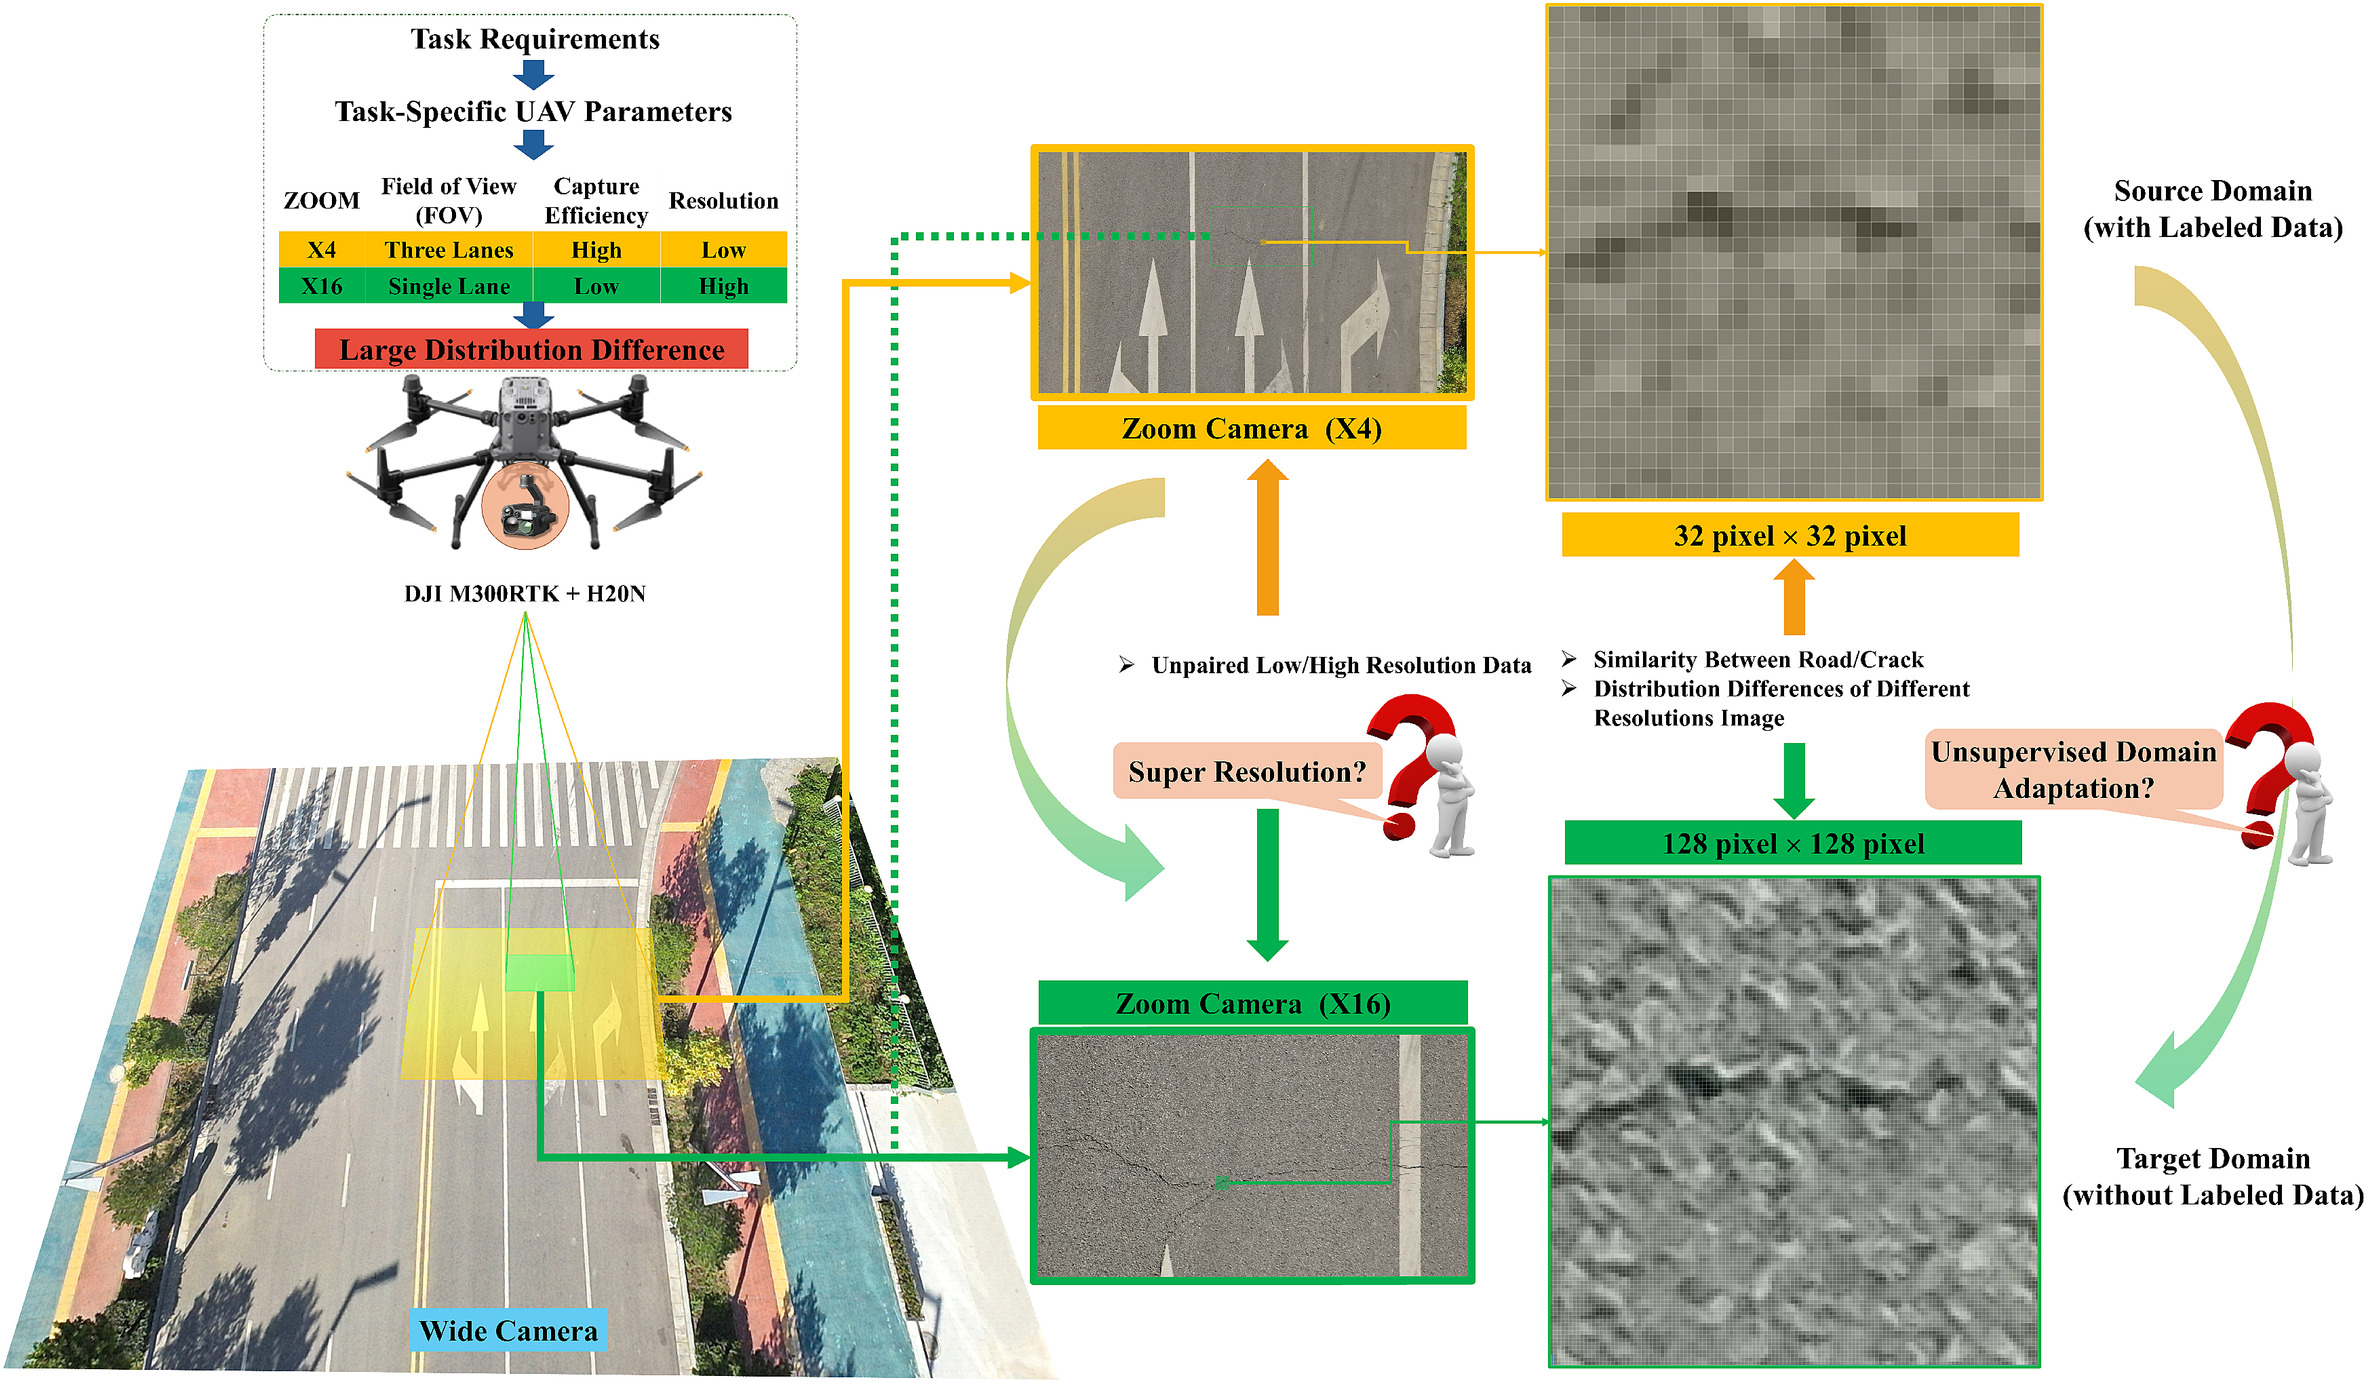 Task Requirements
Task-Specific UAV Parameters
ZOOM
Field of View
(FOV)
Capture
Efficiency
Resolution
X4 Three Lanes High Low
X16 Single Lane Low High
Large Distribution Difference
DJI M300RTK + H20N
Wide Camera
Zoom Camera (X4)
➢ Unpaired Low/High Resolution Data
Super Resolution?
Zoom Camera (X16)
32 pixel × 32 pixel
➢ Similarity Between Road/Crack
➢ Distribution Differences of Different
Resolutions Image
128 pixel × 128 pixel
Source Domain
(with Labeled Data)
Unsupervised Domain
Adaptation?
Target Domain
(without Labeled Data)